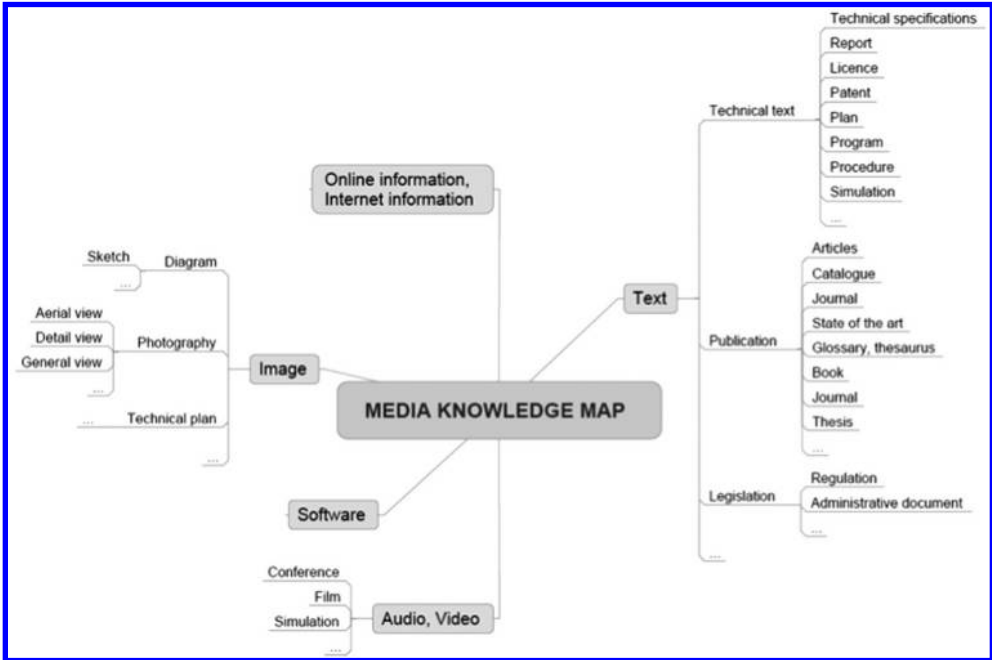 Technical specifications
Report
Licence
Patent
Technical text
Plan
Program
Procedure
Simulation
...
Online information,
Internet information
Articles
Catalogue
Journal
State of the art
Publication
Glossary, thesaurus
Book
Journal
Thesis
...
Text
Regulation
Legislation
Administrative document
...
...
Sketch
Diagram
...
Aerial view
Detail view
Photography
General view
...
Image
... Technical plan
...
MEDIA KNOWLEDGE MAP
Software
Conference
Film
Audio, Video
Simulation
...